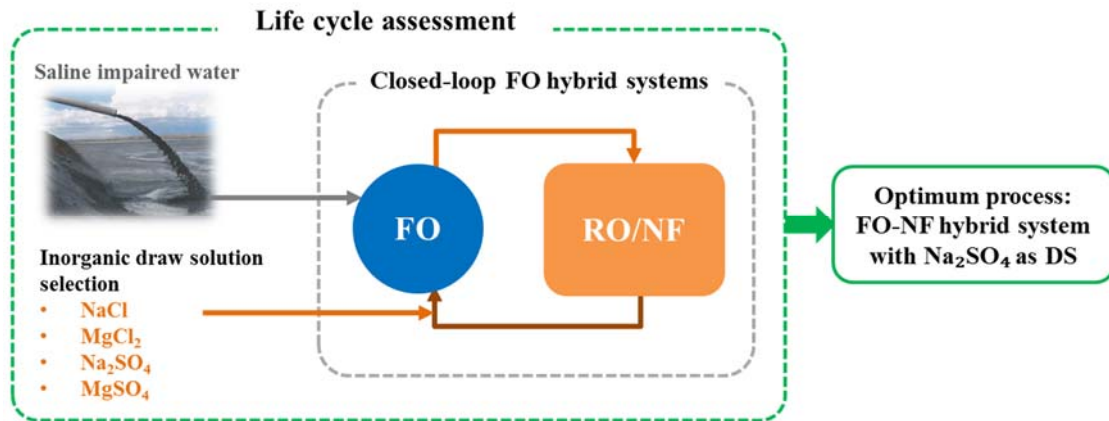 Life cycle assessment
Saline impaired water
Closed-loop FO hybrid systems
FO
RO/NF
Inorganic draw solution
selection
• NaCl
• MgCl₂
• Na₂SO₄
• MgSO₄
Optimum process:
FO-NF hybrid system
with Na₂SO₄ as DS